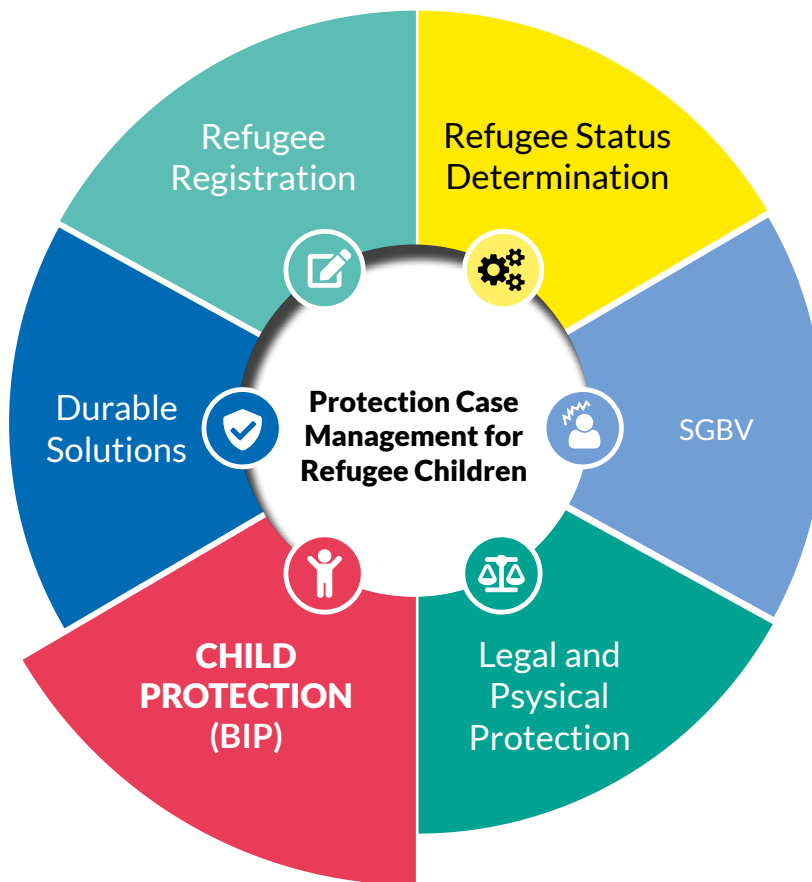 Refugee
Registration
Refugee Status
Determination
Durable
Solutions
Protection Case
Management for
Refugee Children
SGBV
CHILD
PROTECTION
(BIP)
Legal and
Psysical
Protection